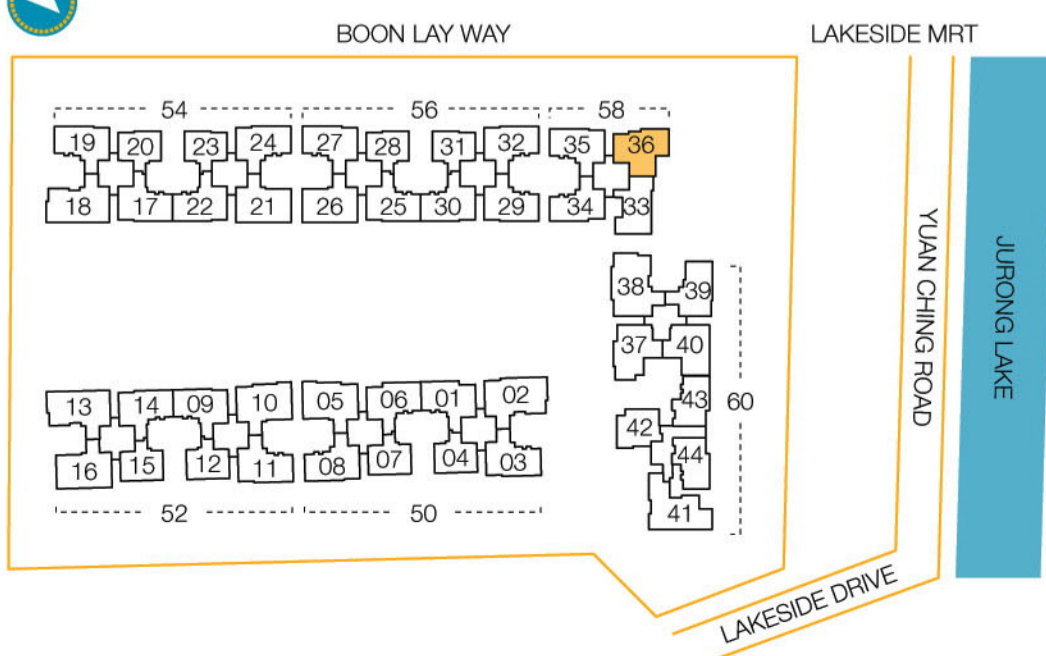 BOON LAY WAY
LAKESIDE MRT
54
56
58
19 20 23 24 27 28 31 32 35 36
18 17 22 21 26 25 30 29 34 33
38 39
37 40
43
42
44
41
60
YUAN CHING ROAD
JURONG LAKE
13 14 09 10 05 06 01 02
16 15 12 11 08 07 04 03
52
50
LAKESIDE DRIVE